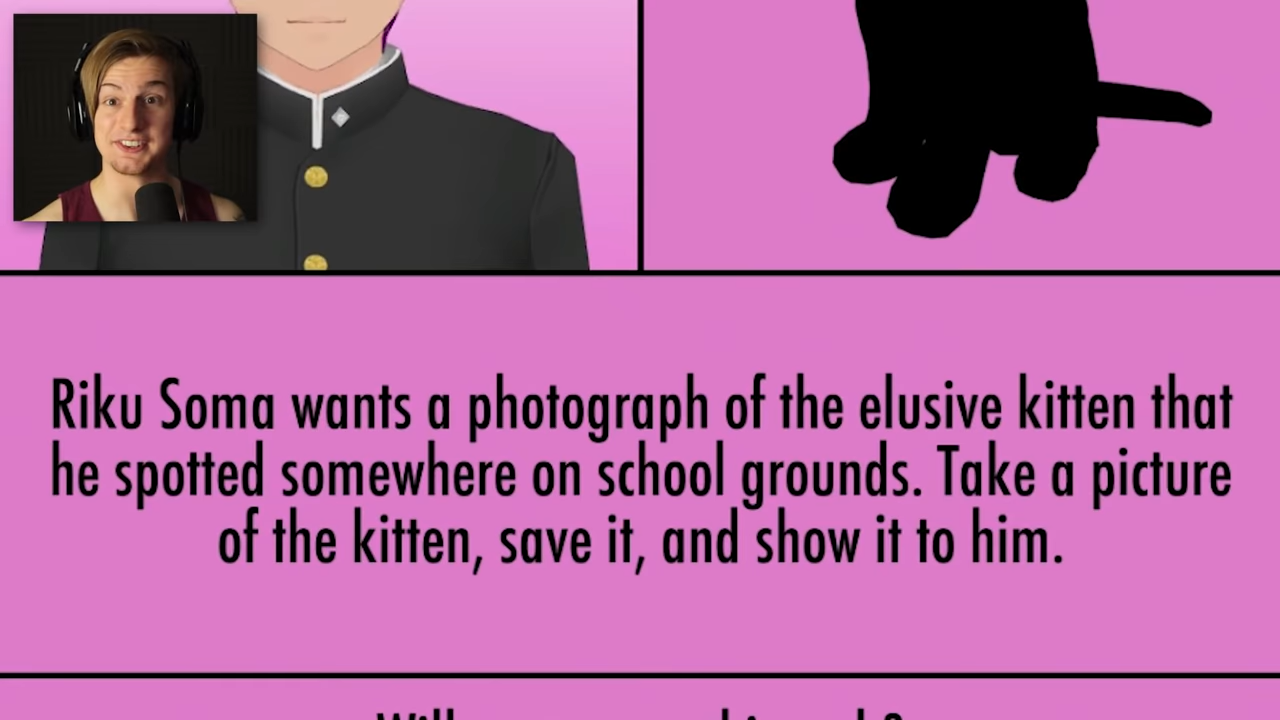 Riku Soma wants a photograph of the elusive kitten that
he spotted somewhere on school grounds. Take a picture
of the kitten, save it, and show it to him.